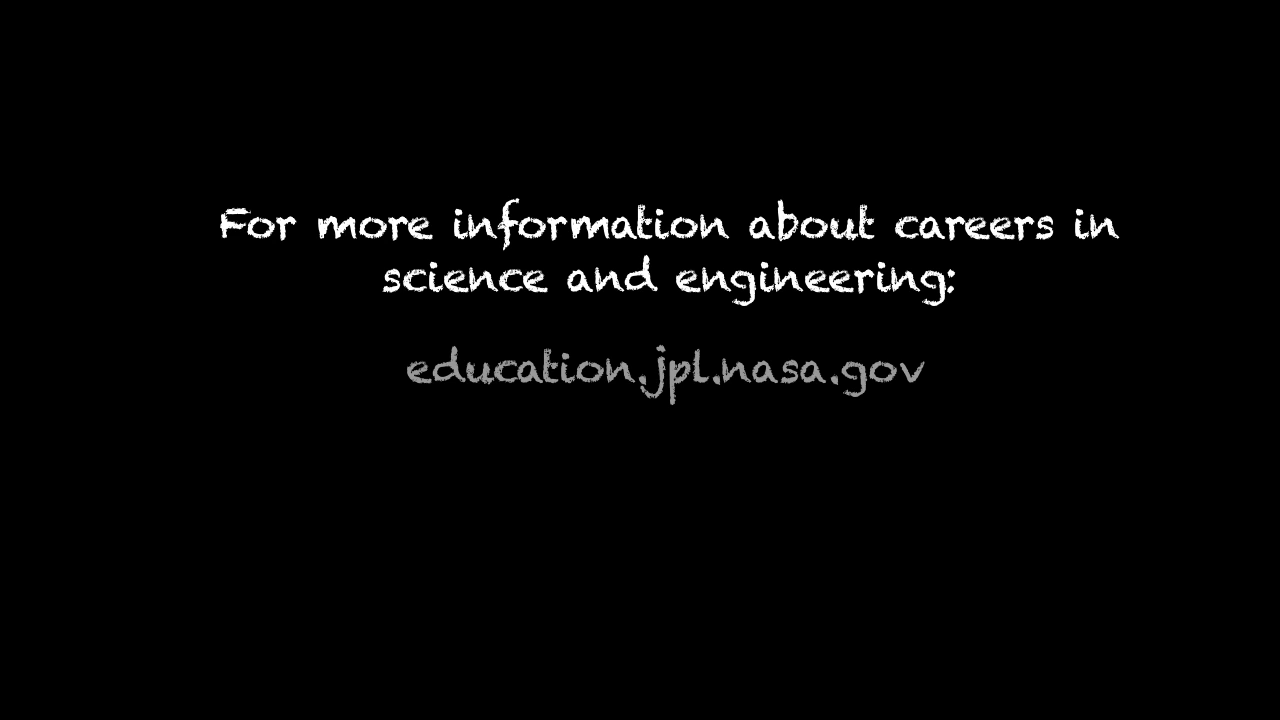 For more information about careers in
science and engineering:
education.jpl.nasa.gov